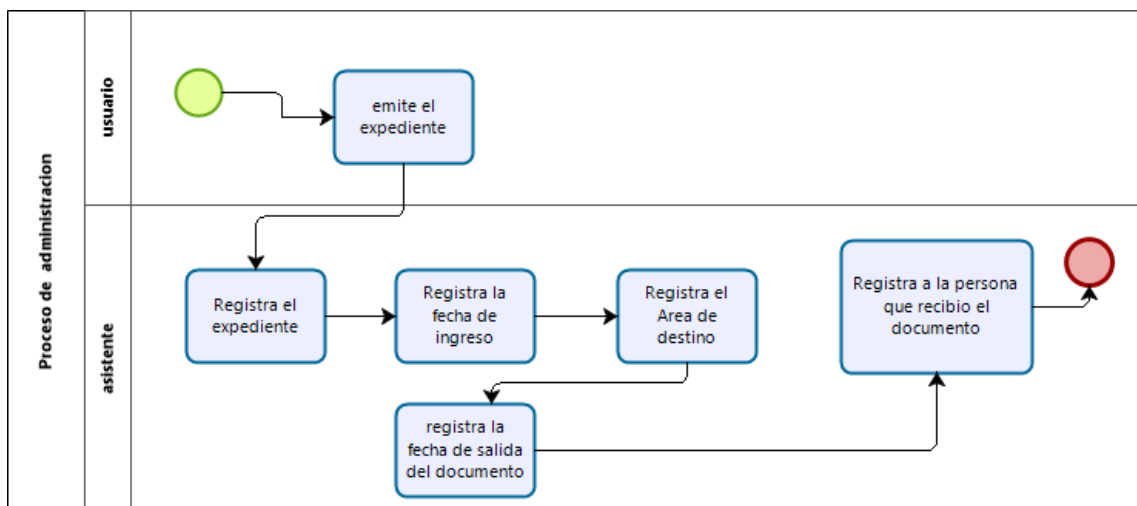 Proceso de administracion
usuario
emite el
expediente
asistente
Registra el
expediente
Registra la
fecha de
ingreso
Registra el
Area de
destino
registra la
fecha de salida
del documento
Registra a la persona
que recibio el
documento